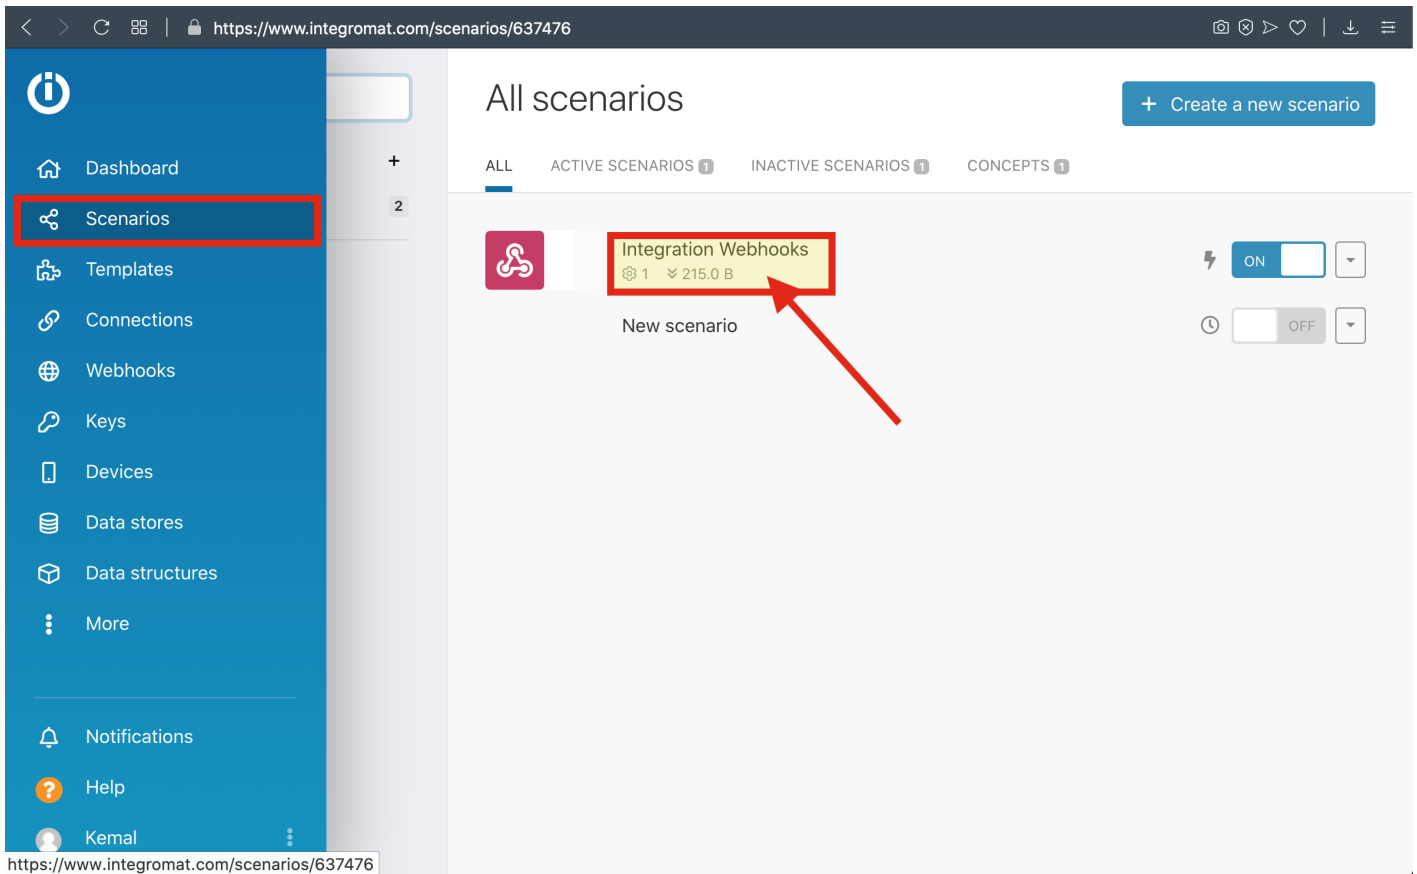 https://www.integromat.com/scenarios/637476
Dashboard
Scenarios
Templates
Connections
Webhooks
Keys
Devices
Data stores
Data structures
More
Notifications
? Help
Kemal
https://www.integromat.com/scenarios/637476
+
2
All scenarios
+ Create a new scenario
ALL ACTIVE SCENARIOS 1 INACTIVE SCENARIOS 1 CONCEPTS 1
Integration Webhooks
1 215.0 B
ON
New scenario
OFF